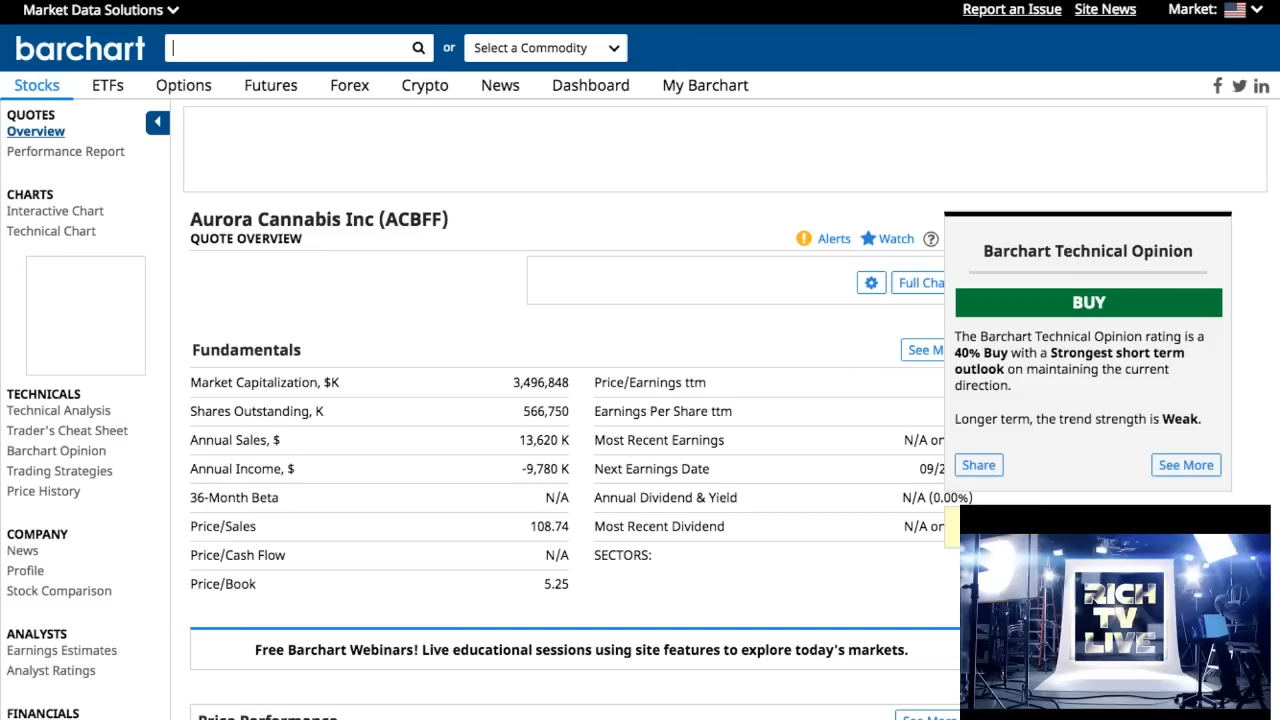 Market Data Solutions
Report an Issue
Site News
Market:
barchart
or
Select a Commodity
Stocks
ETFs
Options
Futures
Forex
Crypto
News
Dashboard
My Barchart
QUOTES
Overview
Performance Report
CHARTS
Interactive Chart
Technical Chart
TECHNICALS
Technical Analysis
Trader's Cheat Sheet
Barchart Opinion
Trading Strategies
Price History
COMPANY
News
Profile
Stock Comparison
ANALYSTS
Earnings Estimates
Analyst Ratings
FINANCIALS
Aurora Cannabis Inc (ACBFF)
QUOTE OVERVIEW
Alerts
Watch
?
Full Cha
Fundamentals
See M
Market Capitalization, $K 3,496,848
Shares Outstanding, K 566,750
Annual Sales, $ 13,620 K
Annual Income, $ -9,780 K
36-Month Beta N/A
Price/Sales 108.74
Price/Cash Flow N/A
Price/Book 5.25
Price/Earnings ttm
Earnings Per Share ttm
Most Recent Earnings N/A on
Next Earnings Date 09/2
Annual Dividend & Yield N/A (0.00%)
Most Recent Dividend N/A on
SECTORS:
Free Barchart Webinars! Live educational sessions using site features to explore today's markets.
Price Performance
See More
Barchart Technical Opinion
BUY
The Barchart Technical Opinion rating is a
40% Buy with a Strongest short term
outlook on maintaining the current
direction.
Longer term, the trend strength is Weak.
Share
See More
RICH
TV
LIVE